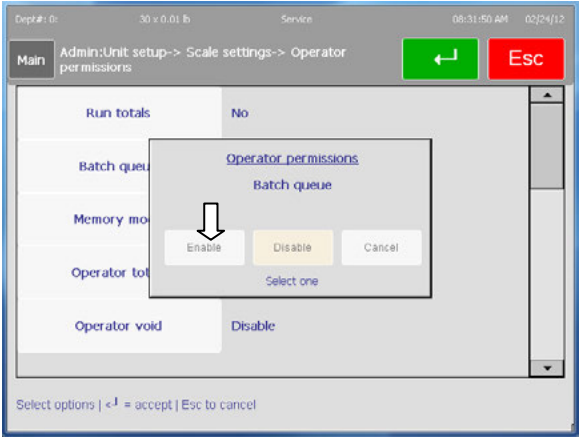 Dept#: 0: 30 x 0.01 lb Service 08:31:50 AM 02/24/12
Main
Admin:Unit setup-> Scale settings-> Operator
permissions
Esc
Run totals No
Batch queu
Memory mo
Operator tot
Operator void Disable
Operator permissions
Batch queue
Enable Disable Cancel
Select one
Select options | <┘ = accept | Esc to cancel